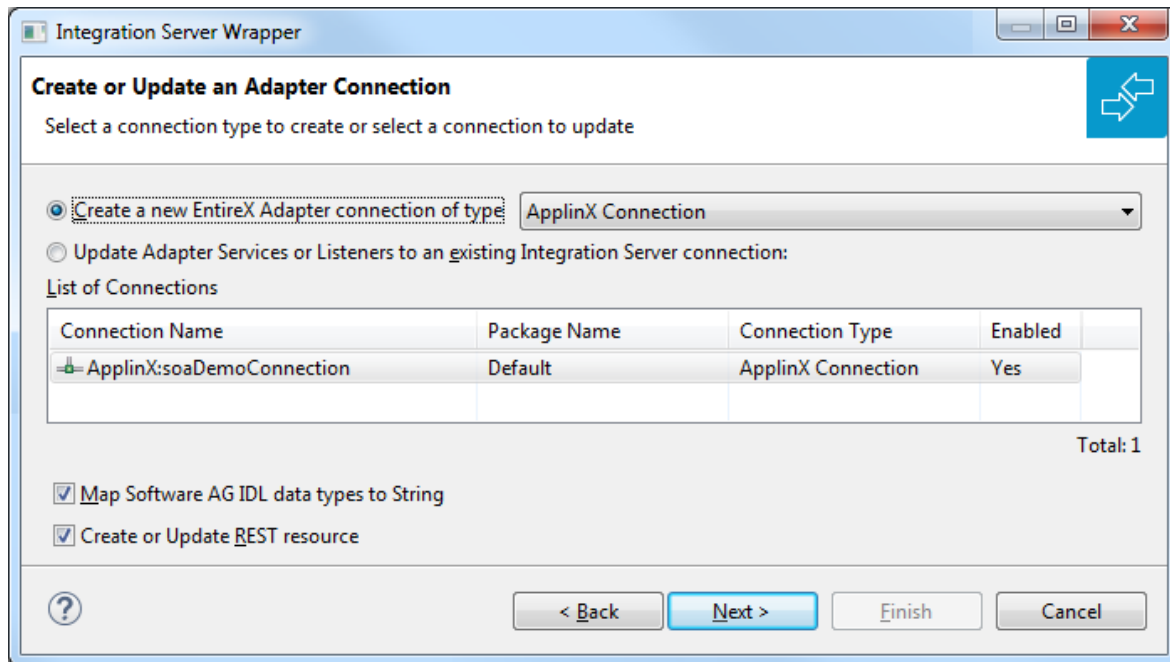 Integration Server Wrapper
Create or Update an Adapter Connection
Select a connection type to create or select a connection to update
Create a new EntireX Adapter connection of type ApplinX Connection
Update Adapter Services or Listeners to an existing Integration Server connection:
List of Connections
Connection Name Package Name Connection Type Enabled
ApplinX:soaDemoConnection Default ApplinX Connection Yes
Total: 1
Map Software AG IDL data types to String
Create or Update REST resource
? < Back Next > Finish Cancel